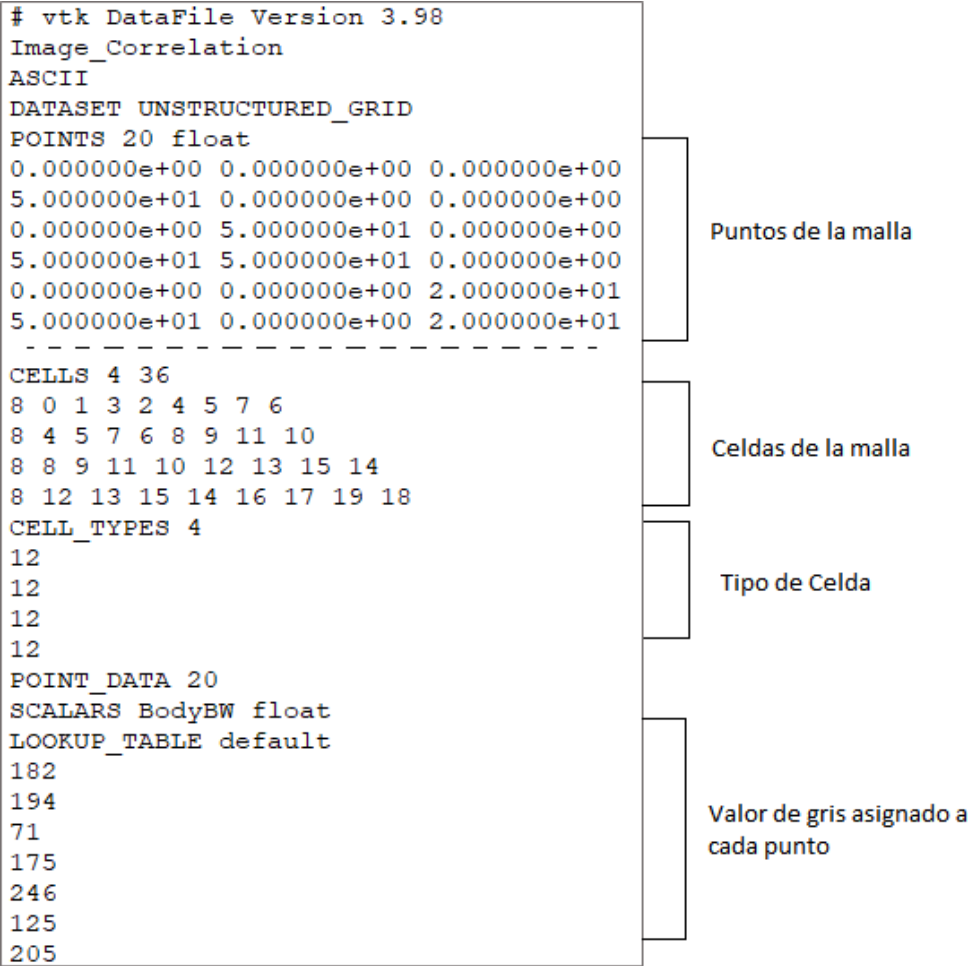 # vtk DataFile Version 3.98
Image_Correlation
ASCII
DATASET UNSTRUCTURED_GRID
POINTS 20 float
0.000000e+00 0.000000e+00 0.000000e+00
5.000000e+01 0.000000e+00 0.000000e+00
0.000000e+00 5.000000e+01 0.000000e+00
5.000000e+01 5.000000e+01 0.000000e+00
0.000000e+00 0.000000e+00 2.000000e+01
5.000000e+01 0.000000e+00 2.000000e+01
Puntos de la malla
CELLS 4 36
8 0 1 3 2 4 5 7 6
8 4 5 7 6 8 9 11 10
8 8 9 11 10 12 13 15 14
8 12 13 15 14 16 17 19 18
Celdas de la malla
CELL_TYPES 4
12
12
12
12
Tipo de Celda
POINT_DATA 20
SCALARS BodyBW float
LOOKUP_TABLE default
182
194
71
175
246
125
205
Valor de gris asignado a
cada punto